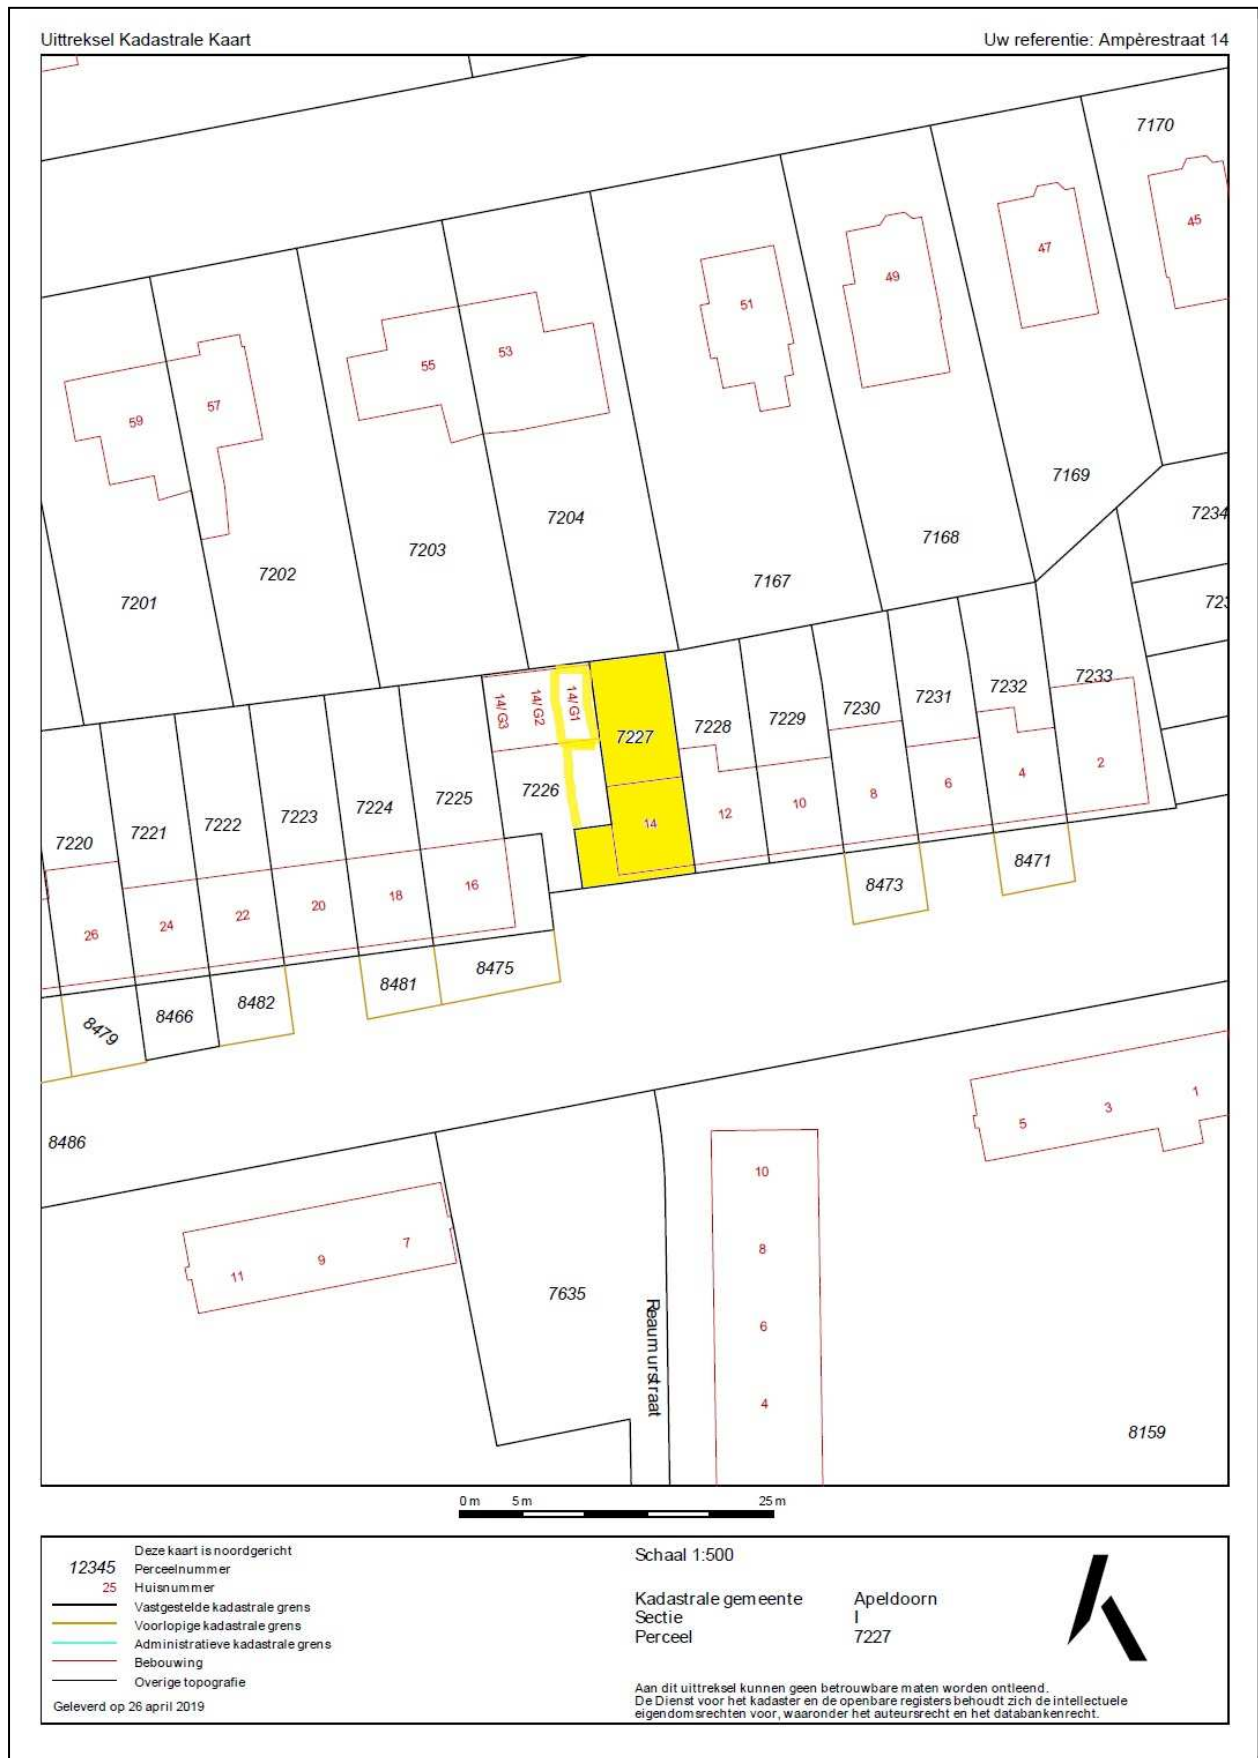 Uittreksel Kadastrale Kaart
Uw referentie: Ampèrestraat 14
7170
45
47
49
51
53
55
57
59
7169
7234
7204
7168
7203
7202
7167
7201
723
7233
7232
7231
7230
7229
7228
7227
14/G1
14/G2
14/G3
7226
7225
7224
7223
7222
7221
7220
2
4
6
8
10
12
14
16
18
20
22
24
26
8471
8473
8475
8481
8482
8466
8479
8486
1
3
5
7
9
11
10
8
6
4
7635
Reaumurstraat
8159
0 m 5 m 25 m
Deze kaart is noordgericht
12345 Perceelnummer
25 Huisnummer
Vastgestelde kadastrale grens
Voorlopige kadastrale grens
Administratieve kadastrale grens
Bebouwing
Overige topografie
Geleverd op 26 april 2019
Schaal 1:500
Kadastrale gemeente Apeldoorn
Sectie I
Perceel 7227
Aan dit uittreksel kunnen geen betrouwbare maten worden ontleend.
De Dienst voor het kadaster en de openbare registers behoudt zich de intellectuele
eigendomsrechten voor, waaronder het auteursrecht en het databankenrecht.